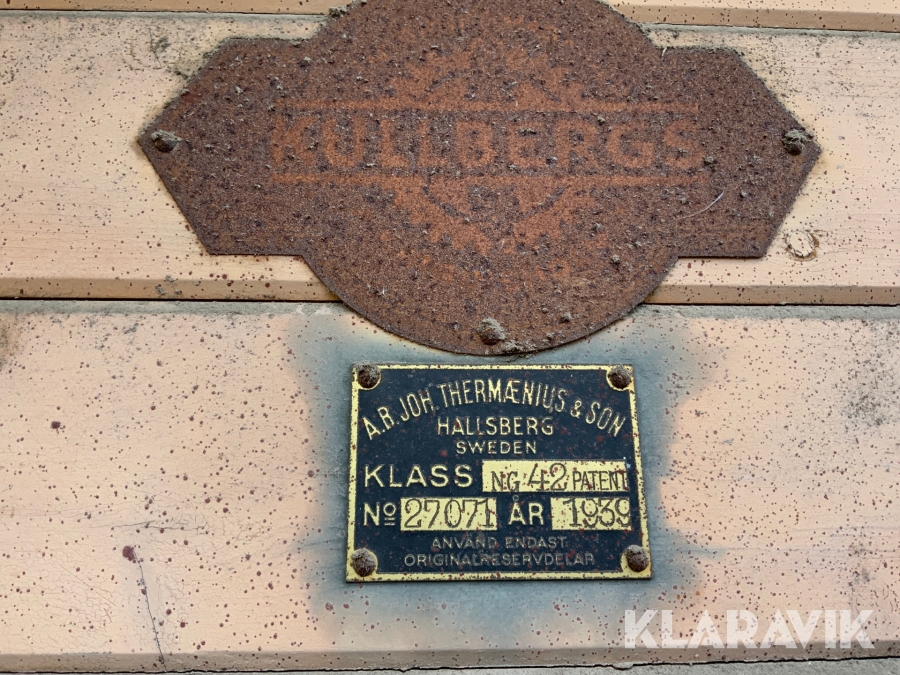 KULLBERGS
A.B. JOH. THERMÆNIUS & SON
HALLSBERG
SWEDEN
KLASS NG 42 PATENT
No 27071 ÅR 1939
ANVÄND ENDAST
ORIGINALRESERVDELAR
KLARAVIK